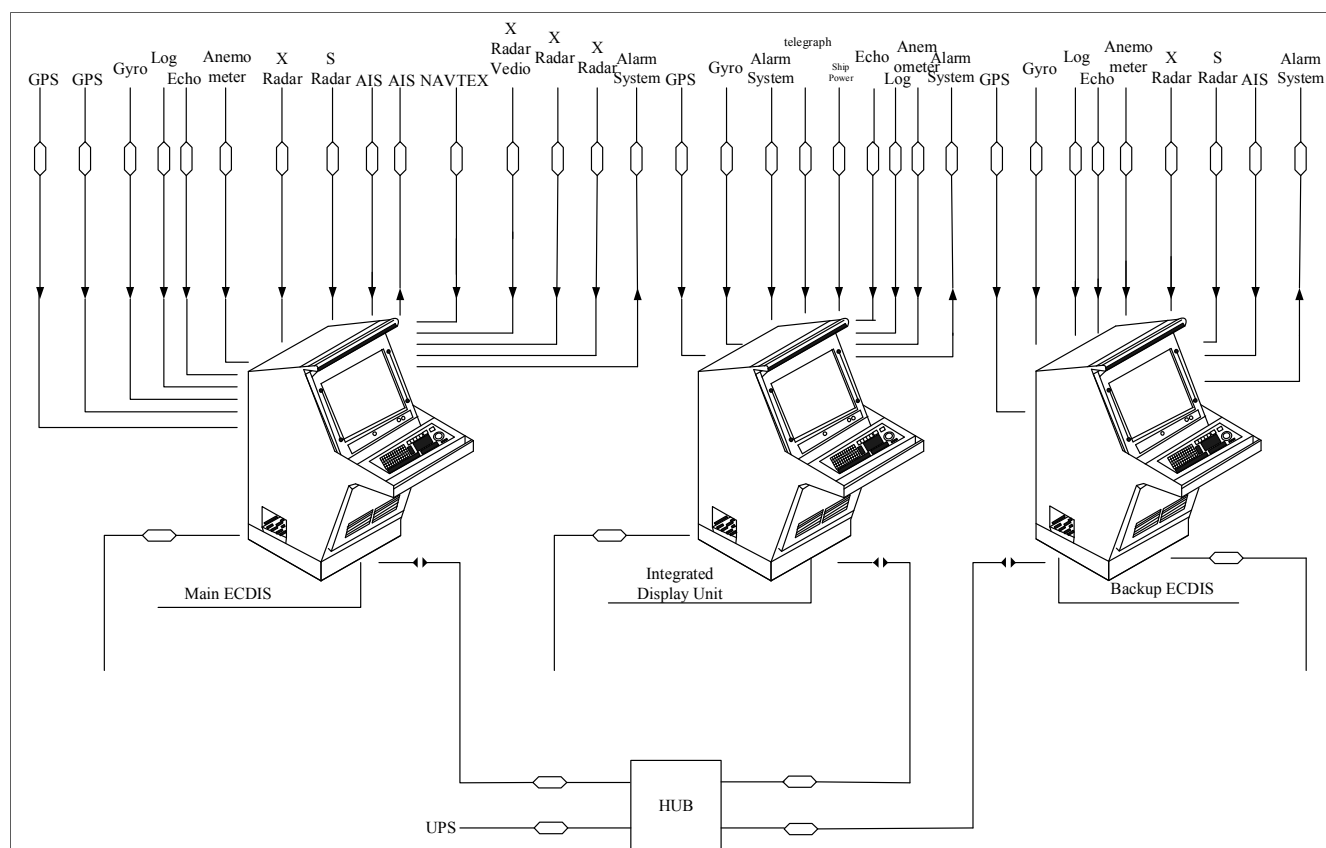 GPS
GPS
Gyro
Log
Echo
Anemo
meter
X
Radar
S
Radar
AIS
AIS
NAVTEX
X
Radar
Vedio
X
Radar
X
Radar
Alarm
System
GPS
Gyro
Alarm
System
telegraph
Ship
Power
Echo
Log
Anem
ometer
Alarm
System
GPS
Gyro
Log
Echo
Anemo
meter
X
Radar
S
Radar
AIS
Alarm
System
Main ECDIS
Integrated
Display Unit
Backup ECDIS
HUB
UPS